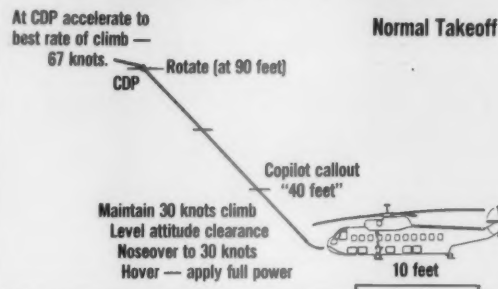 Normal Takeoff
At CDP accelerate to
best rate of climb —
67 knots.
Rotate (at 90 feet)
CDP
Copilot callout
"40 feet"
Maintain 30 knots climb
Level attitude clearance
Noseover to 30 knots
Hover — apply full power
10 feet